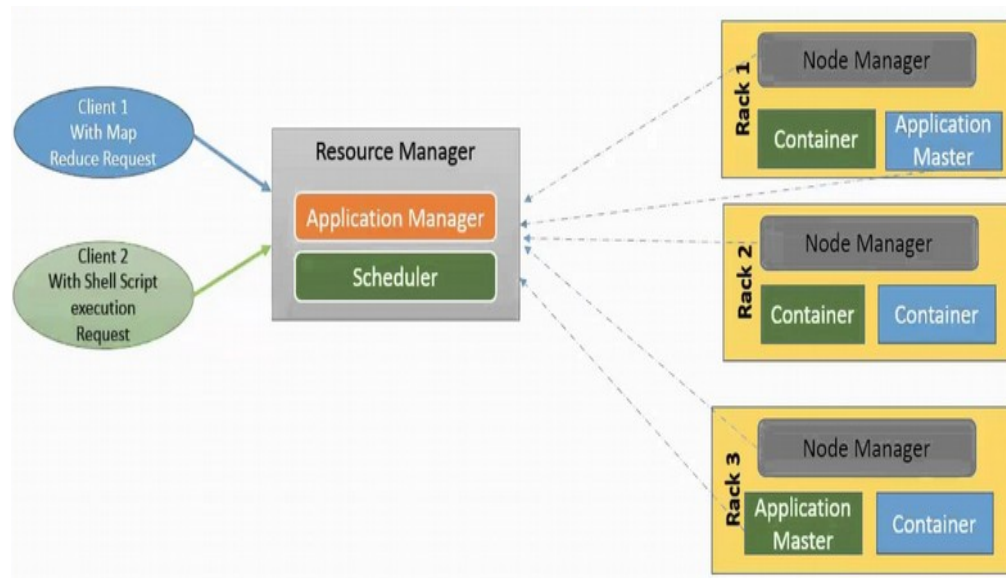 Client 1
With Map
Reduce Request
Client 2
With Shell Script
execution
Request
Resource Manager
Application Manager
Scheduler
Rack 1
Node Manager
Container
Application
Master
Rack 2
Node Manager
Container
Container
Rack 3
Node Manager
Application
Master
Container